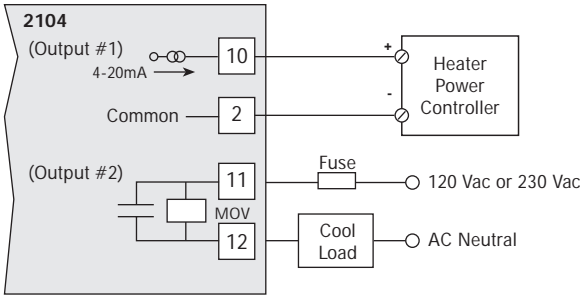 2104
(Output #1)
4-20mA
10
+
Heater
Power
Controller
-
Common
2
(Output #2)
11
Fuse
120 Vac or 230 Vac
MOV
12
Cool
Load
AC Neutral